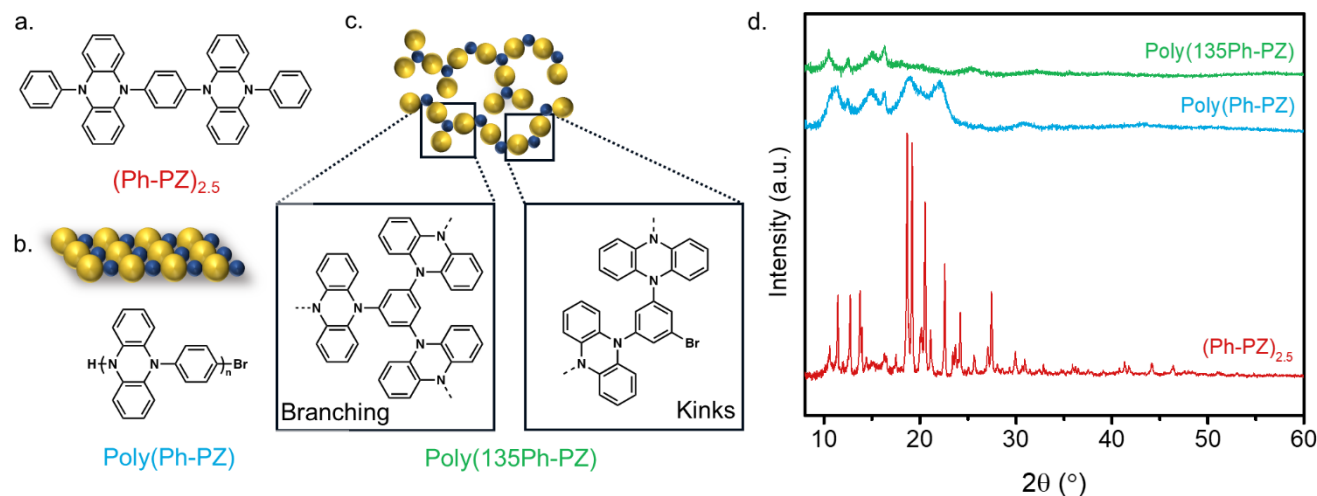 a.
N
N
N
N
(Ph-PZ)2.5
b.
H
N
N
n
Br
Poly(Ph-PZ)
c.
N
N
N
N
N
N
Branching
N
N
N
N
Br
Kinks
Poly(135Ph-PZ)
d.
Poly(135Ph-PZ)
Poly(Ph-PZ)
(Ph-PZ)2.5
Intensity (a.u.)
10 20 30 40 50 60
2θ (°)